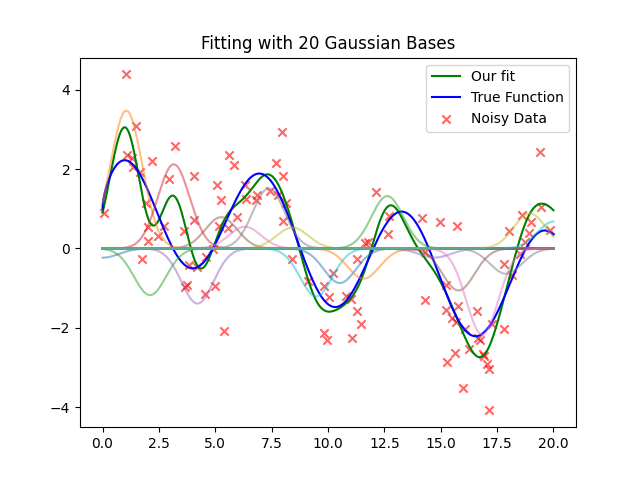 Fitting with 20 Gaussian Bases
Our fit
True Function
Noisy Data
4
2
0
−2
−4
0.0 2.5 5.0 7.5 10.0 12.5 15.0 17.5 20.0